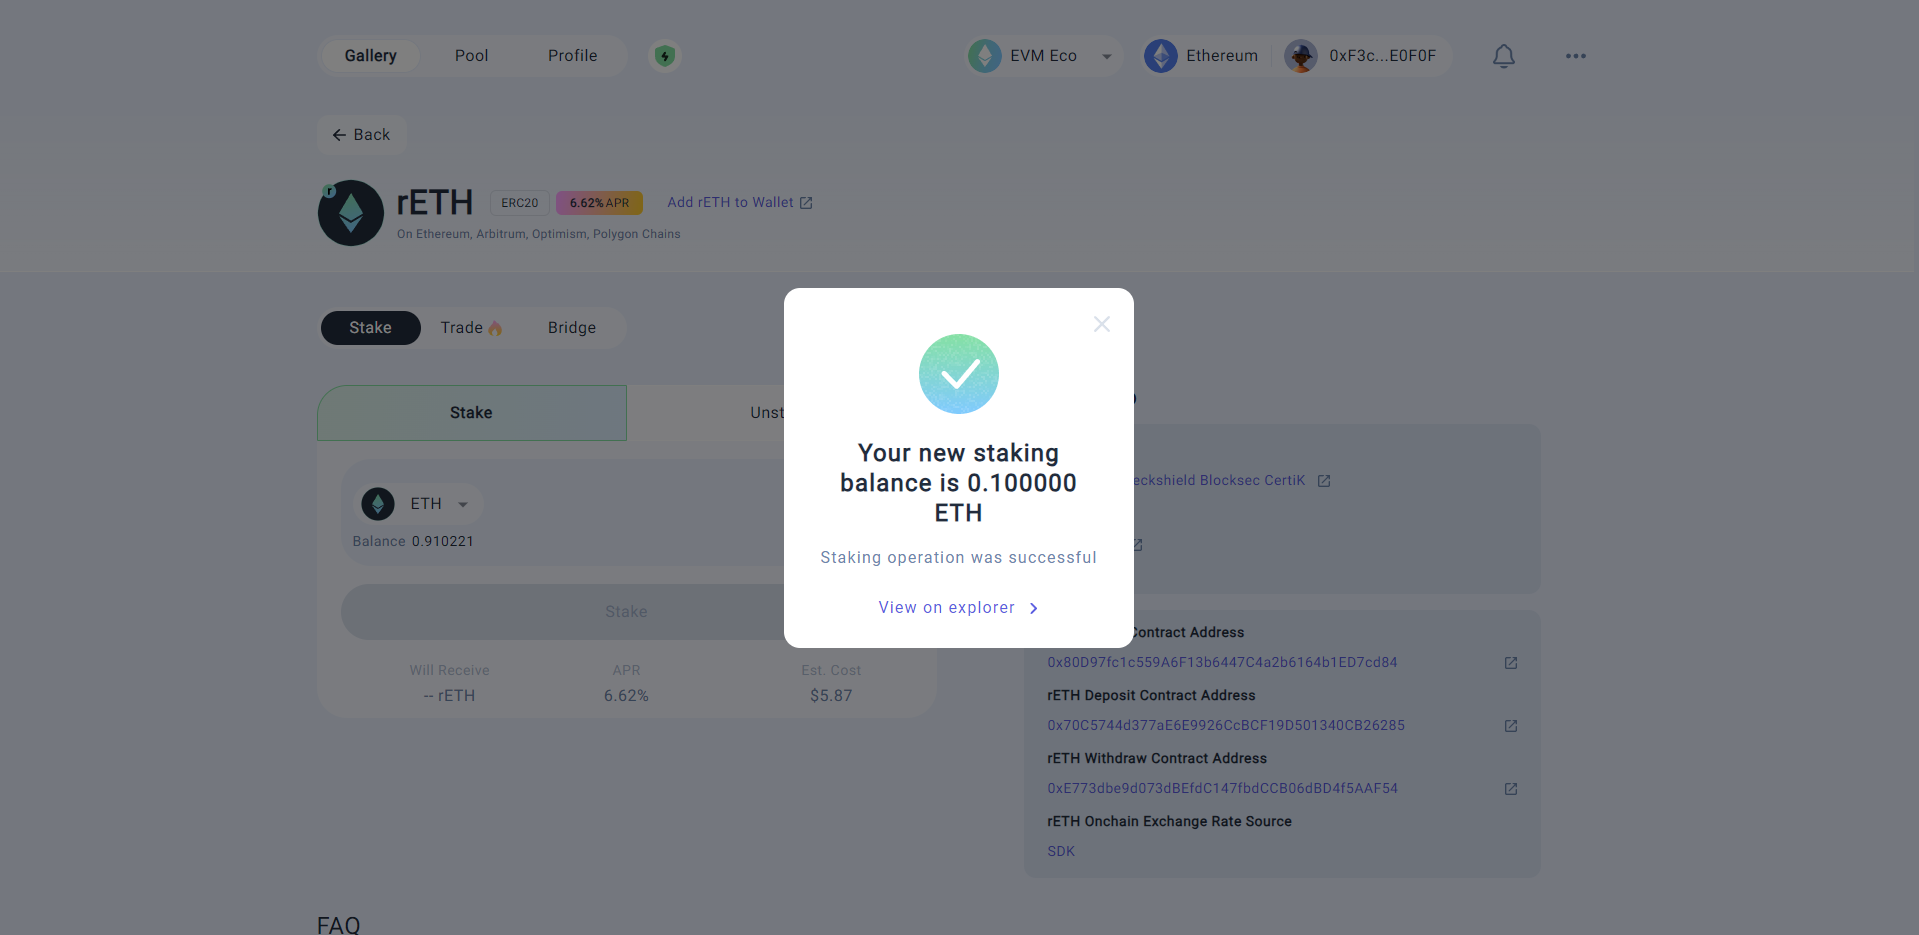 Gallery Pool Profile EVM Eco Ethereum 0xF3c...E0F0F
Back
r
rETH ERC20 6.62% APR Add rETH to Wallet
On Ethereum, Arbitrum, Optimism, Polygon Chains
Stake Trade Bridge
Stake Unst
ETH
Balance 0.910221
Stake
Will Receive APR Est. Cost
-- rETH 6.62% $5.87
Your new staking
balance is 0.100000
ETH
Staking operation was successful
View on explorer
eckshield Blocksec CertiK
ontract Address
0x80D97fc1c559A6F13b6447C4a2b6164b1ED7cd84
rETH Deposit Contract Address
0x70C5744d377aE6E9926CcBCF19D501340CB26285
rETH Withdraw Contract Address
0xE773dbe9d073dBEfdC147fbdCCB06dBD4f5AAF54
rETH Onchain Exchange Rate Source
SDK
FAQ